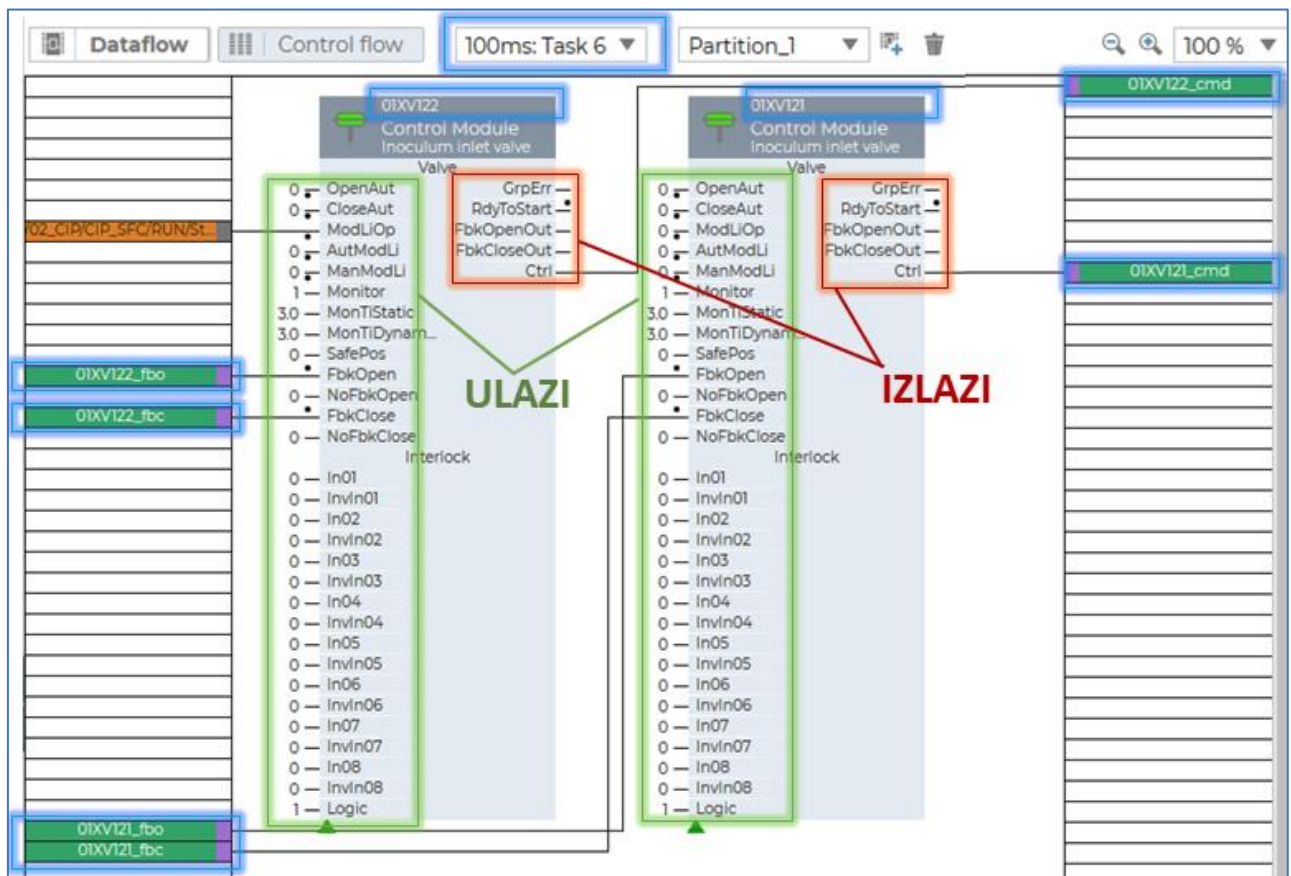 Dataflow
Control flow
100ms: Task 6
Partition_1
100 %
01XV122_cmd
01XV121_cmd
02_CIP/CIP_SFC/RUN/St...
01XV122_fbo
01XV122_fbc
01XV121_fbo
01XV121_fbc
01XV122
Control Module
Inoculum inlet valve
Valve
0 OpenAut
0 CloseAut
ModLiOp
0 AutModLi
0 ManModLi
1 Monitor
3.0 MonTiStatic
3.0 MonTiDynam...
0 SafePos
FbkOpen
0 NoFbkOpen
FbkClose
0 NoFbkClose
Interlock
0 In01
0 InvIn01
0 In02
0 InvIn02
0 In03
0 InvIn03
0 In04
0 InvIn04
0 In05
0 InvIn05
0 In06
0 InvIn06
0 In07
0 InvIn07
0 In08
0 InvIn08
1 Logic
GrpErr
RdyToStart
FbkOpenOut
FbkCloseOut
Ctrl
ULAZI
01XV121
Control Module
Inoculum inlet valve
Valve
0 OpenAut
0 CloseAut
0 ModLiOp
0 AutModLi
0 ManModLi
1 Monitor
3.0 MonTiStatic
3.0 MonTiDynam...
0 SafePos
FbkOpen
0 NoFbkOpen
FbkClose
0 NoFbkClose
Interlock
0 In01
0 InvIn01
0 In02
0 InvIn02
0 In03
0 InvIn03
0 In04
0 InvIn04
0 In05
0 InvIn05
0 In06
0 InvIn06
0 In07
0 InvIn07
0 In08
0 InvIn08
1 Logic
GrpErr
RdyToStart
FbkOpenOut
FbkCloseOut
Ctrl
IZLAZI